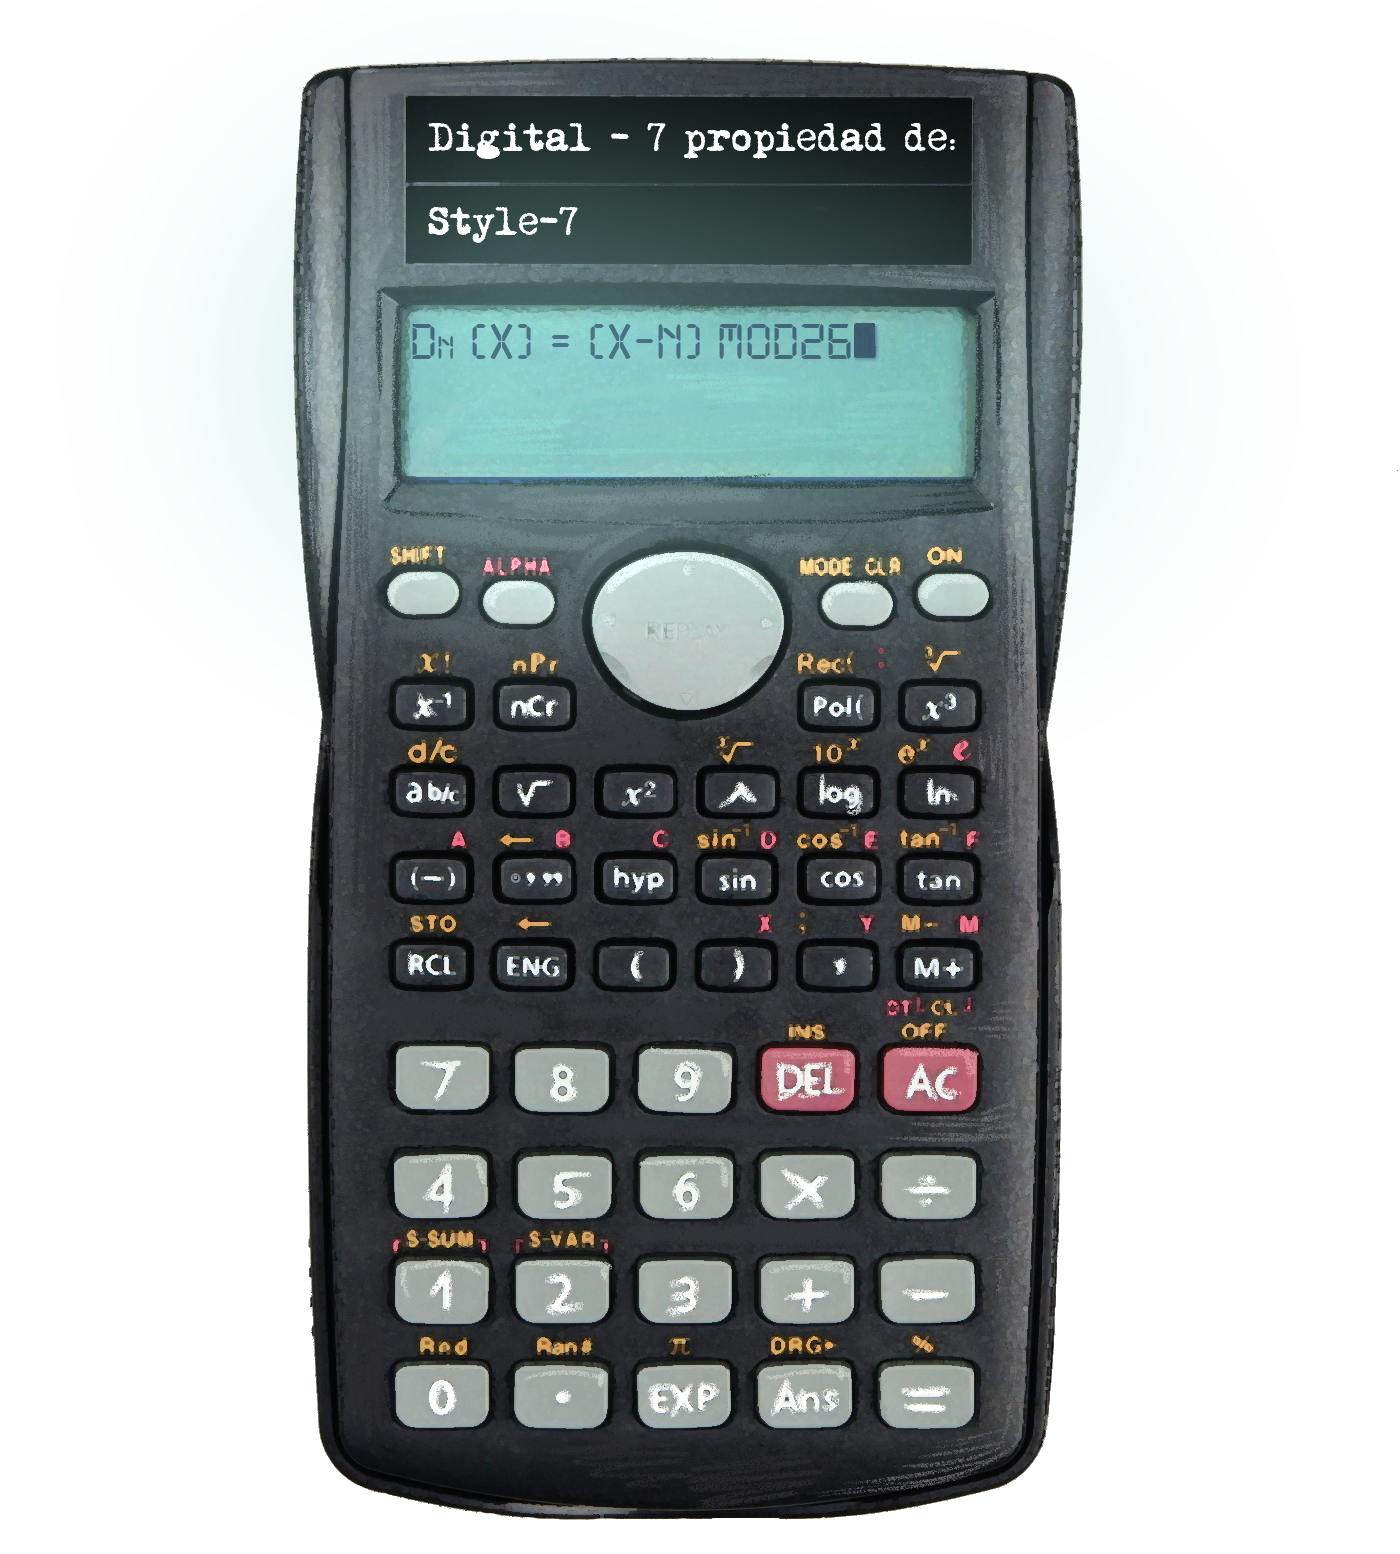 Digital - 7 propiedad de:
Style-7
Dn (X) = (X-N) MOD26
SHIFT ALPHA MODE CLR ON
REPLAY
x! nPr Rec( : ³√
x⁻¹ nCr Pol( x³
d/c ˣ√ 10ˣ eˣ e
a b/c √ x² ^ log ln
A ← B C sin⁻¹ D cos⁻¹ E tan⁻¹ F
(-) ° ’ ” hyp sin cos tan
STO ← X ; Y M- M
RCL ENG ( ) , M+
DT CL
INS OFF
7 8 9 DEL AC
4 5 6 × ÷
S-SUM S-VAR
1 2 3 + −
Rnd Ran# π DRG▸ %
0 . EXP Ans =